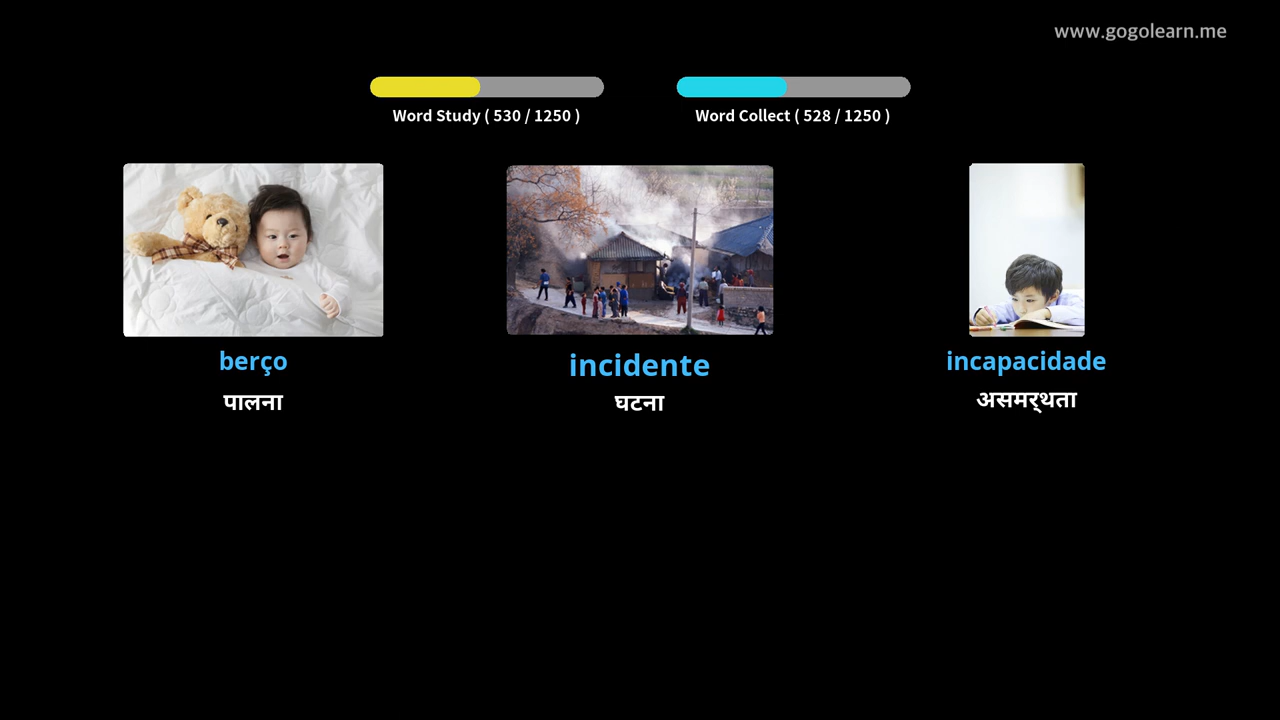 www.gogolearn.me
Word Study ( 530 / 1250 )
Word Collect ( 528 / 1250 )
berço
incidente
incapacidade
पालना
घटना
असमर्थता